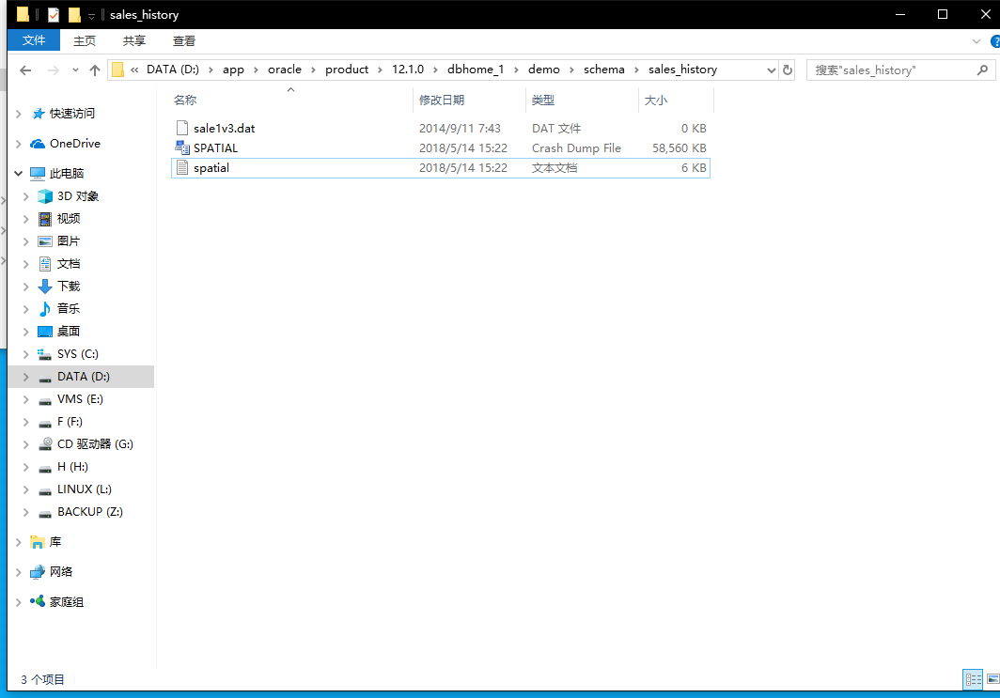 sales_history
文件 主页 共享 查看
« DATA (D:) › app › oracle › product › 12.1.0 › dbhome_1 › demo › schema › sales_history
搜索"sales_history"
名称 修改日期 类型 大小
sale1v3.dat 2014/9/11 7:43 DAT 文件 0 KB
SPATIAL 2018/5/14 15:22 Crash Dump File 58,560 KB
spatial 2018/5/14 15:22 文本文档 6 KB
快速访问
OneDrive
此电脑
3D 对象
视频
图片
文档
下载
音乐
桌面
SYS (C:)
DATA (D:)
VMS (E:)
F (F:)
CD 驱动器 (G:)
H (H:)
LINUX (L:)
BACKUP (Z:)
库
网络
家庭组
3 个项目